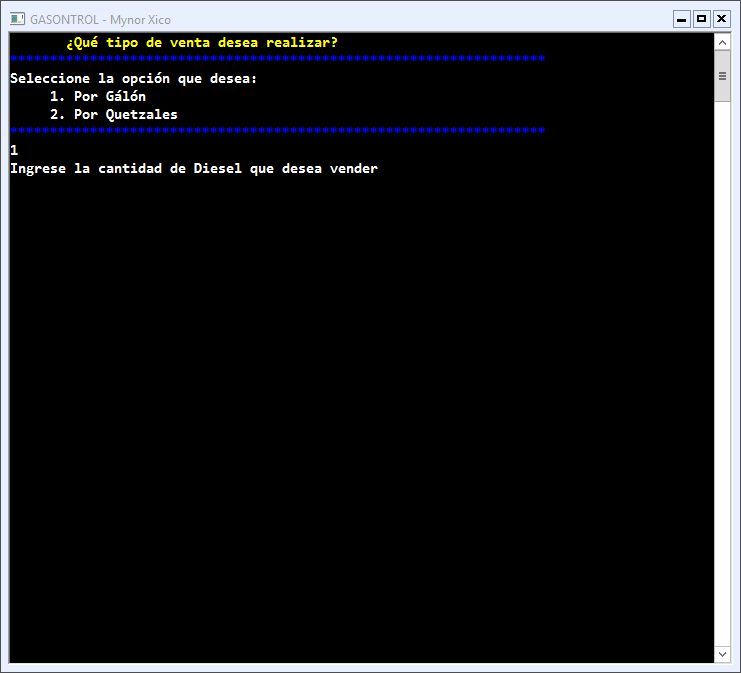 GASONTROL - Mynor Xico
¿Qué tipo de venta desea realizar?
*******************************************************************
Seleccione la opción que desea:
1. Por Gálón
2. Por Quetzales
*******************************************************************
1
Ingrese la cantidad de Diesel que desea vender